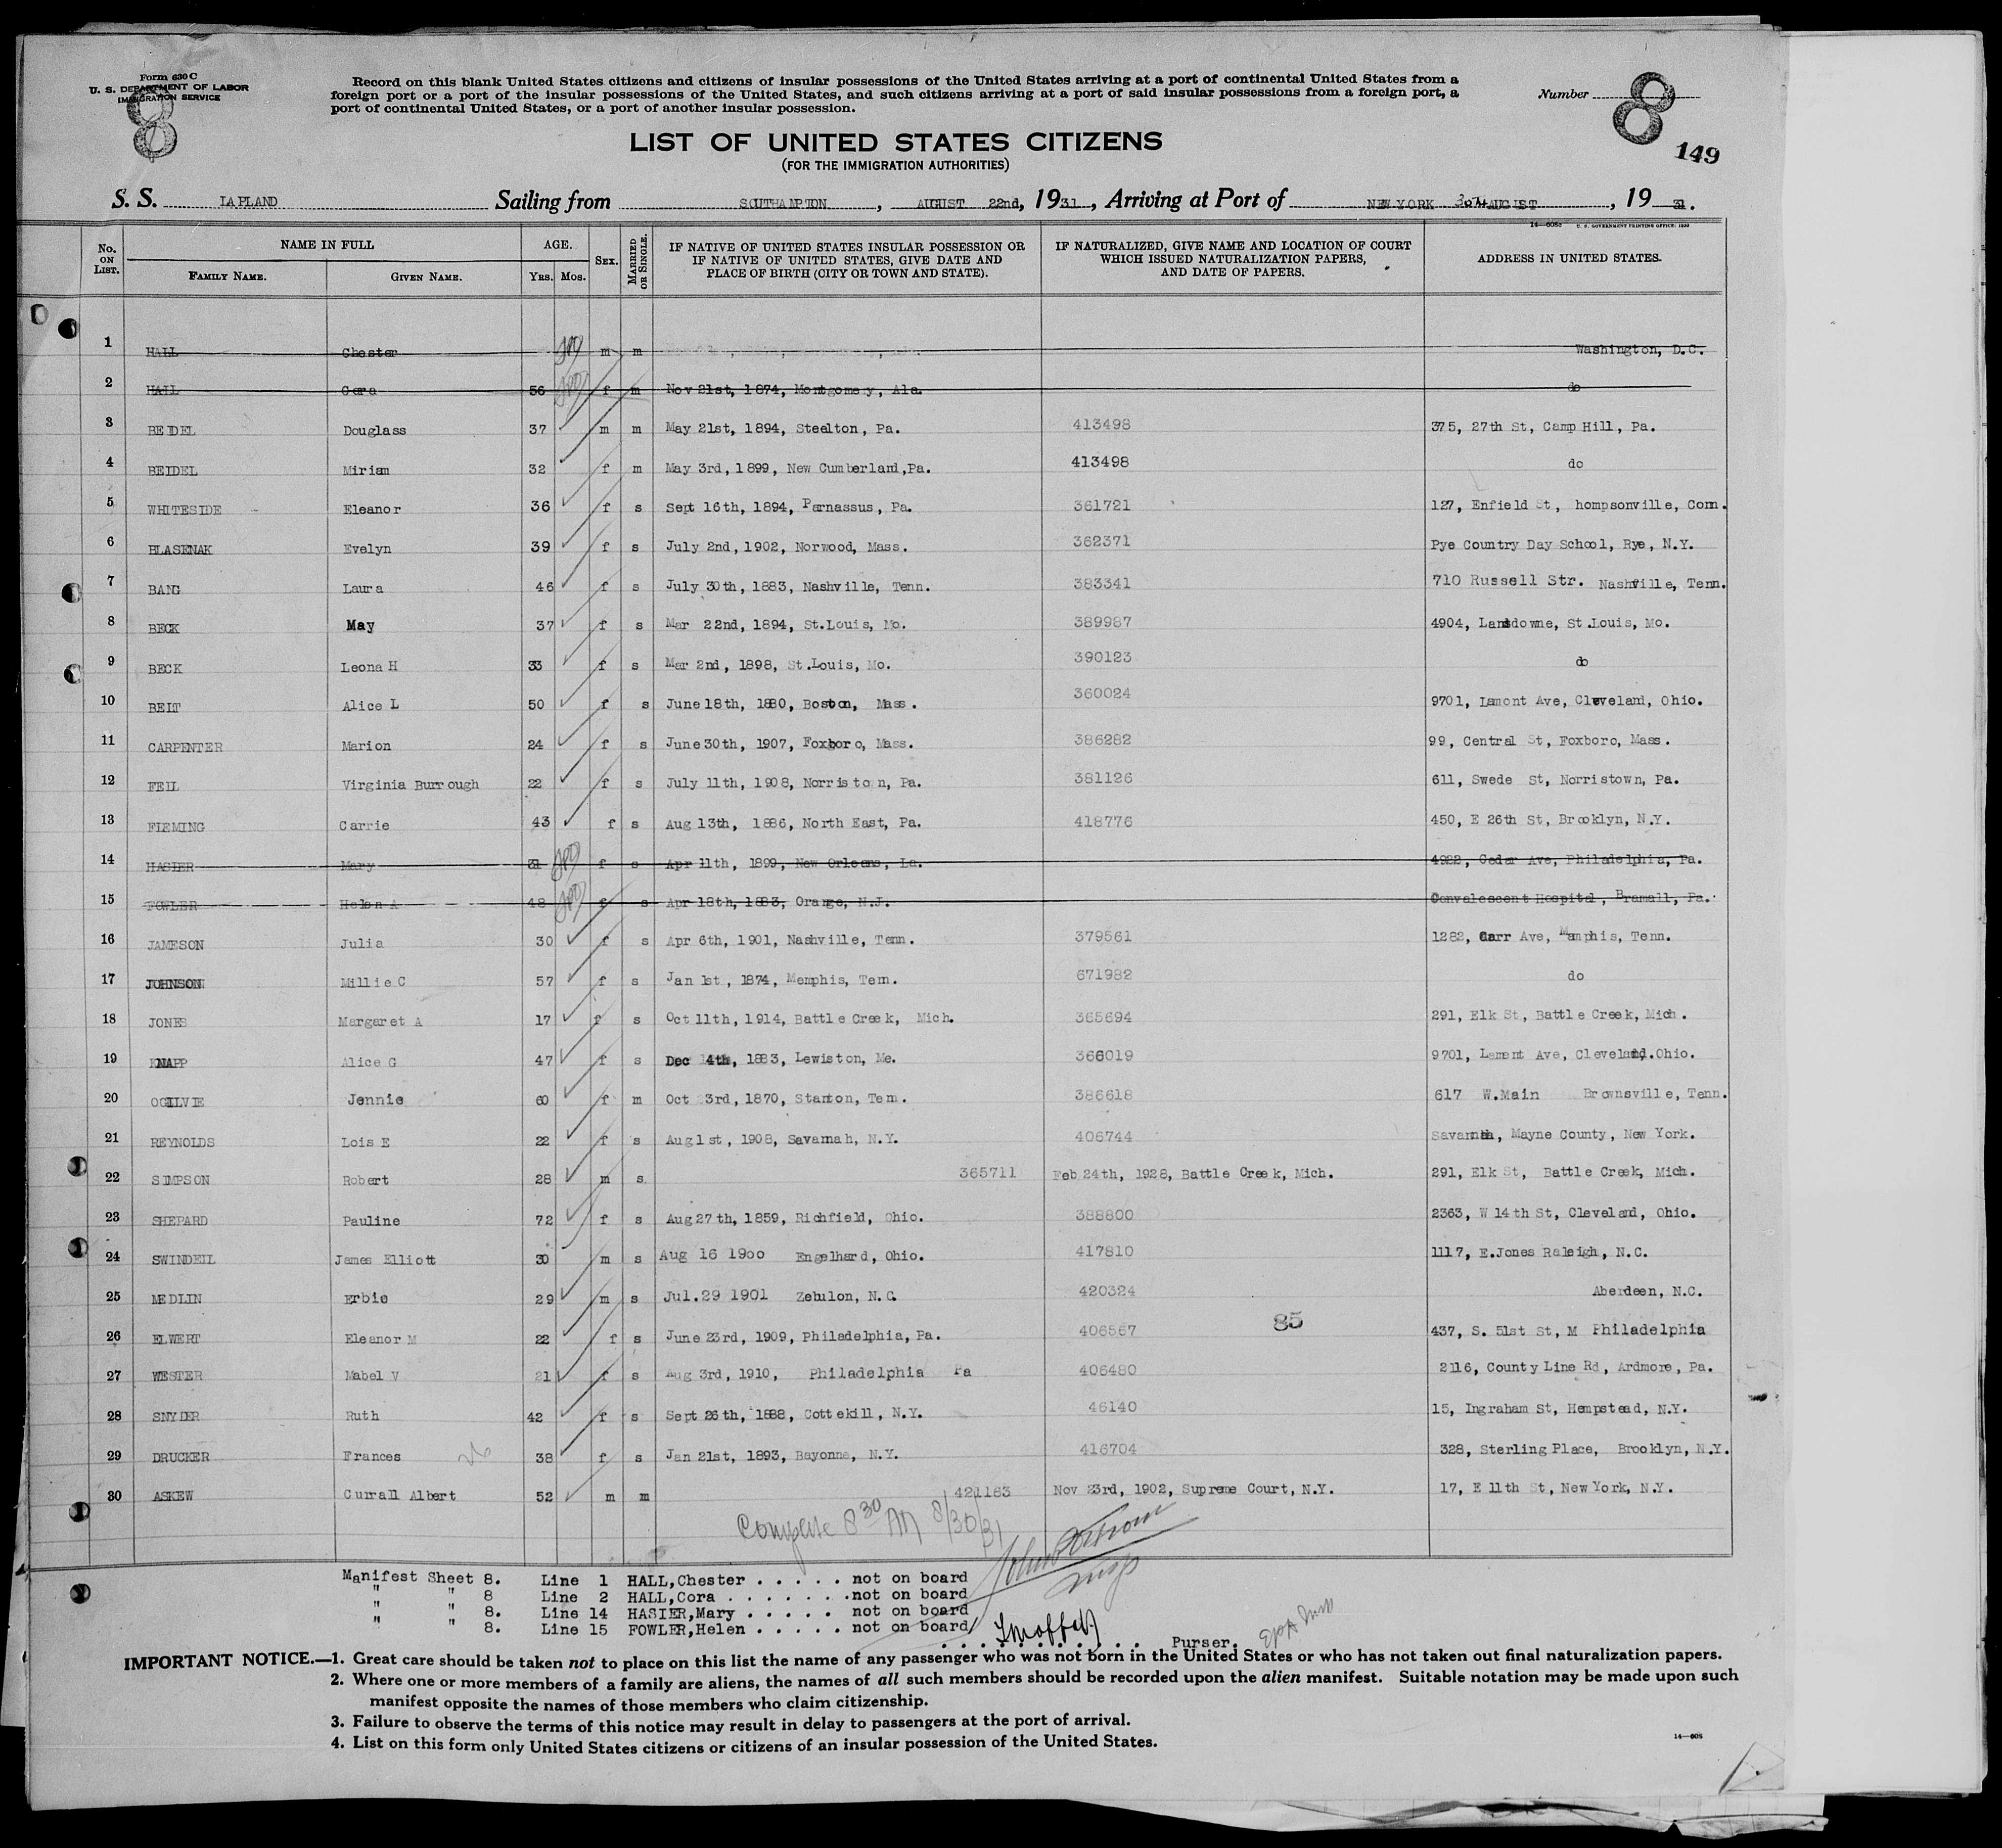 Form 630 C
U. S. DEPARTMENT OF LABOR
IMMIGRATION SERVICE
8
Record on this blank United States citizens and citizens of insular possessions of the United States arriving at a port of continental United States from a
foreign port or a port of the insular possessions of the United States, and such citizens arriving at a port of said insular possessions from a foreign port, a
port of continental United States, or a port of another insular possession.
Number 8
149
LIST OF UNITED STATES CITIZENS
(FOR THE IMMIGRATION AUTHORITIES)
S. S. LAPLAND Sailing from SOUTHAMPTON, AUGUST 22nd, 1931, Arriving at Port of NEW YORK 30th AUGUST, 19 31.
14—608a U. S. GOVERNMENT PRINTING OFFICE: 1930
No. ON LIST. NAME IN FULL FAMILY NAME. GIVEN NAME. AGE. Yrs. Mos. SEX. MARRIED OR SINGLE. IF NATIVE OF UNITED STATES INSULAR POSSESSION OR IF NATIVE OF UNITED STATES, GIVE DATE AND PLACE OF BIRTH (CITY OR TOWN AND STATE). IF NATURALIZED, GIVE NAME AND LOCATION OF COURT WHICH ISSUED NATURALIZATION PAPERS, AND DATE OF PAPERS. ADDRESS IN UNITED STATES.
1 HALL Chester m m Washington, D.C.
2 HALL Cora 56 f m Nov 21st, 1874, Montgomery, Ala. do
3 BEIDEL Douglass 37 m m May 21st, 1894, Steelton, Pa. 413498 375, 27th St, Camp Hill, Pa.
4 BEIDEL Miriam 32 f m May 3rd, 1899, New Cumberland,Pa. 413498 do
5 WHITESIDE Eleanor 36 f s Sept 16th, 1894, Parnassus, Pa. 361721 127, Enfield St, hompsonville, Conn.
6 BLASENAK Evelyn 39 f s July 2nd, 1902, Norwood, Mass. 362371 Pye Country Day School, Rye, N.Y.
7 BANG Laura 46 f s July 30th, 1883, Nashville, Tenn. 383341 710 Russell Str. Nashville, Tenn.
8 BECK May 37 f s Mar 22nd, 1894, St.Louis, Mo. 389987 4904, Lansdowne, St.Louis, Mo.
9 BECK Leona H 33 f s Mar 2nd, 1898, St.Louis, Mo. 390123 do
10 BEIT Alice L 50 f s June 18th, 1880, Boston, Mass. 360024 9701, Lamont Ave, Cleveland, Ohio.
11 CARPENTER Marion 24 f s June 30th, 1907, Foxboro, Mass. 386282 99, Central St, Foxboro, Mass.
12 FEIL Virginia Burrough 22 f s July 11th, 1908, Norristown, Pa. 381126 611, Swede St, Norristown, Pa.
13 FLEMING Carrie 43 f s Aug 13th, 1886, North East, Pa. 418776 450, E 26th St, Brooklyn, N.Y.
14 HASIER Mary 31 f s Apr 11th, 1899, New Orleans, La. 4982, Cedar Ave, Philadelphia, Pa.
15 FOWLER Helen A 48 f s Apr 18th, 1883, Orange, N.J. Convalescent Hospital, Bramall, Pa.
16 JAMESON Julia 30 f s Apr 6th, 1901, Nashville, Tenn. 379561 1282, Carr Ave, Memphis, Tenn.
17 JOHNSON Millie C 57 f s Jan 1st, 1874, Memphis, Tenn. 671982 do
18 JONES Margaret A 17 f s Oct 11th, 1914, Battle Creek, Mich. 365694 291, Elk St, Battle Creek, Mich.
19 KNAPP Alice G 47 f s Dec 14th, 1883, Lewiston, Me. 366019 9701, Lamont Ave, Cleveland, Ohio.
20 OGILVIE Jennie 60 f m Oct 3rd, 1870, Stanton, Tenn. 386618 617 W.Main Brownsville, Tenn.
21 REYNOLDS Lois E 22 f s Aug 1st, 1908, Savannah, N.Y. 406744 Savannah, Mayne County, New York.
22 SIMPSON Robert 28 m s 365711 Feb 24th, 1928, Battle Creek, Mich. 291, Elk St, Battle Creek, Mich.
23 SHEPARD Pauline 72 f s Aug 27th, 1859, Richfield, Ohio. 388800 2363, W 14th St, Cleveland, Ohio.
24 SWINDELL James Elliott 30 m s Aug 16 1900 Engelhard, Ohio. 417810 1117, E.Jones Raleigh, N.C.
25 MEDLIN Erbie 29 m s Jul.29 1901 Zebulon, N.C. 420324 Aberdeen, N.C.
26 ELWERT Eleanor M 22 f s June 23rd, 1909, Philadelphia, Pa. 406567 85 437, S. 51st St, M Philadelphia
27 WESTER Mabel V 21 f s Aug 3rd, 1910, Philadelphia Pa 406480 2116, County Line Rd, Ardmore, Pa.
28 SNYDER Ruth 42 f s Sept 26th, 1888, Cottekill, N.Y. 46140 15, Ingraham St, Hempstead, N.Y.
29 DRUCKER Frances 38 f s Jan 21st, 1893, Bayonne, N.Y. 416704 328, Sterling Place, Brooklyn, N.Y.
30 ASKEW Currall Albert 52 m m 421163 Nov 23rd, 1902, Supreme Court, N.Y. 17, E 11th St, New York, N.Y.
Complete 8 30 AM 8/30/31
Manifest Sheet 8. Line 1 HALL,Chester . . . . . not on board
" " 8 Line 2 HALL,Cora . . . . . . .not on board
" " 8. Line 14 HASIER,Mary . . . . . not on board
" " 8. Line 15 FOWLER,Helen . . . . . not on board
Purser.
IMPORTANT NOTICE.—1. Great care should be taken not to place on this list the name of any passenger who was not born in the United States or who has not taken out final naturalization papers.
2. Where one or more members of a family are aliens, the names of all such members should be recorded upon the alien manifest. Suitable notation may be made upon such
manifest opposite the names of those members who claim citizenship.
3. Failure to observe the terms of this notice may result in delay to passengers at the port of arrival.
4. List on this form only United States citizens or citizens of an insular possession of the United States.
14—608